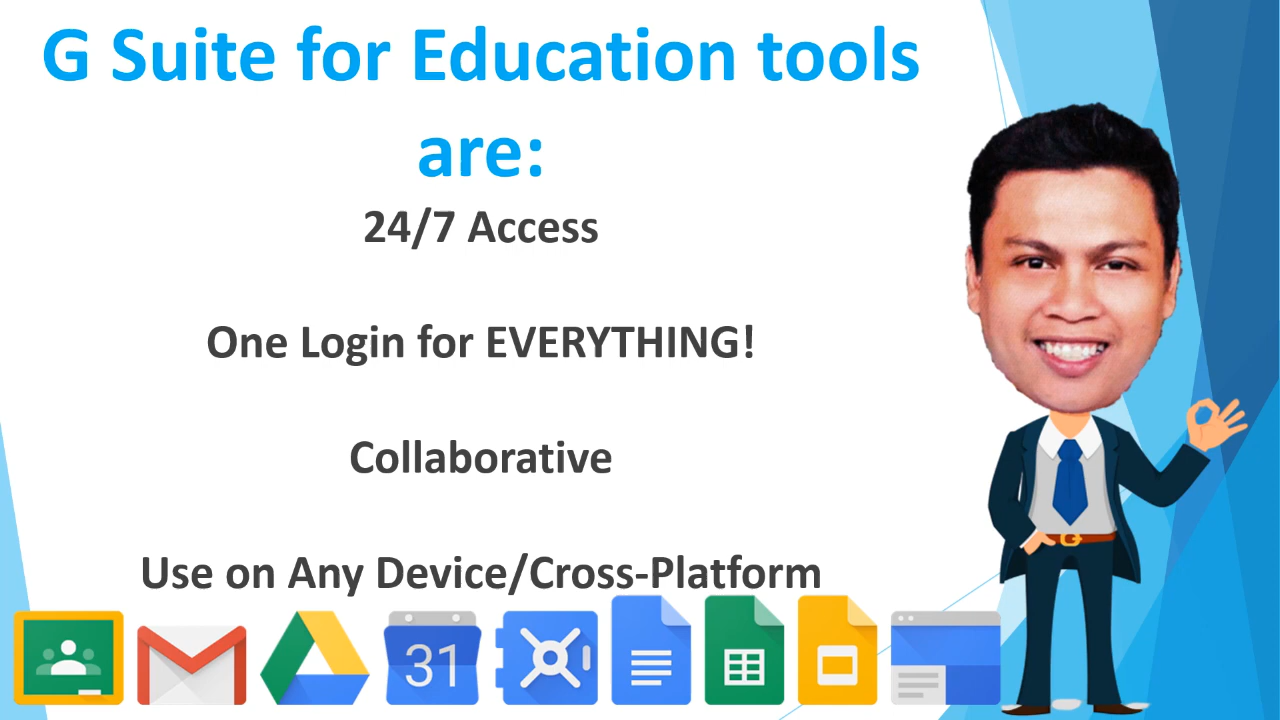 G Suite for Education tools
are:
24/7 Access
One Login for EVERYTHING!
Collaborative
Use on Any Device/Cross-Platform
31